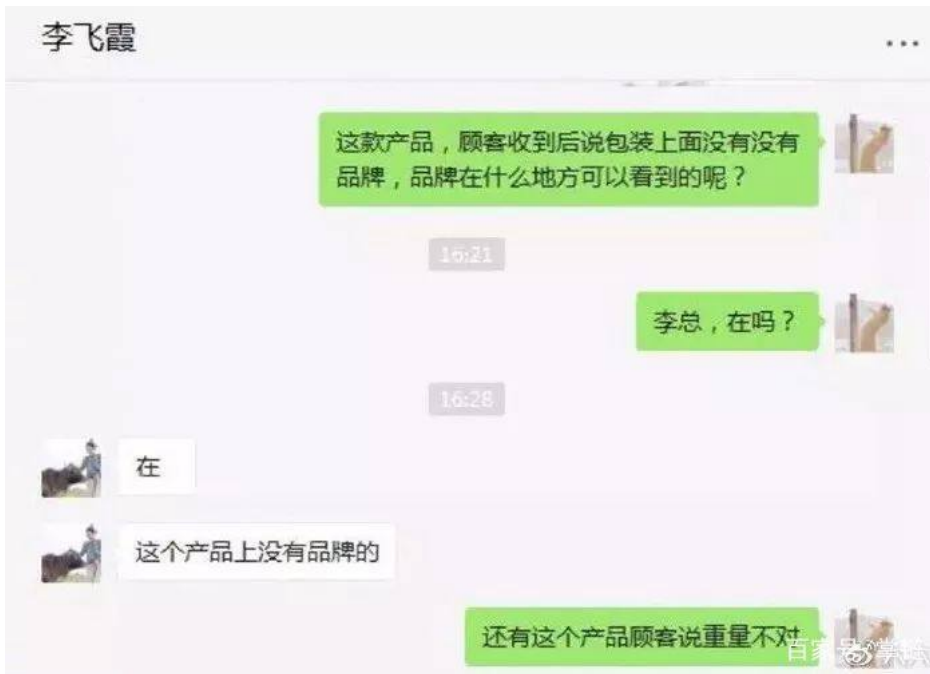 李飞霞
这款产品，顾客收到后说包装上面没有没有
品牌，品牌在什么地方可以看到的呢？
16:21
李总，在吗？
16:28
在
这个产品上没有品牌的
还有这个产品顾客说重量不对
百家号/掌链